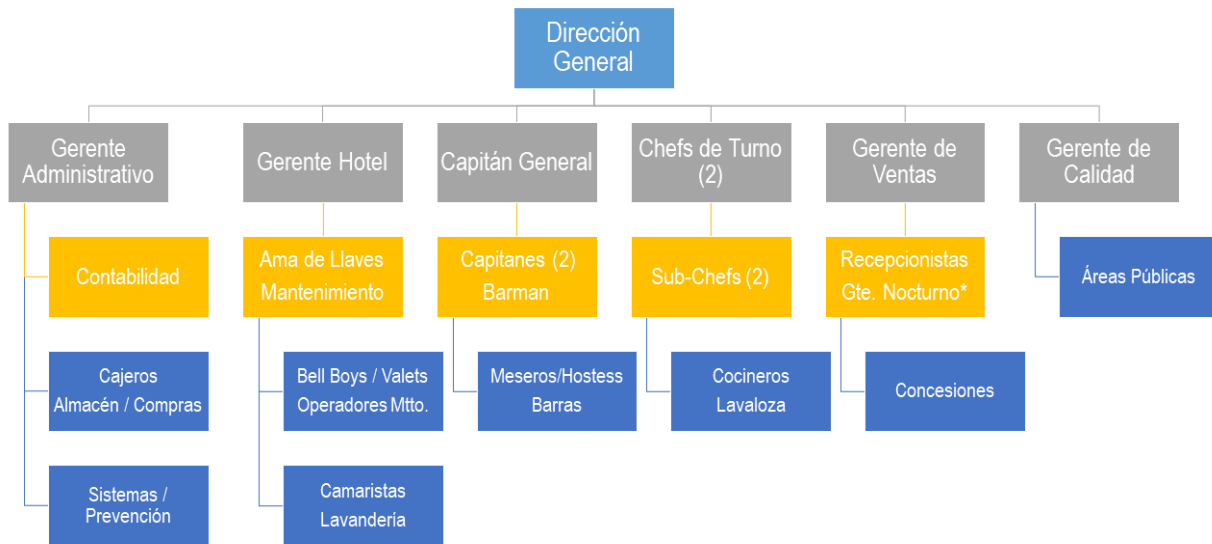 Dirección
General
Gerente
Administrativo
Gerente Hotel
Capitán General
Chefs de Turno
(2)
Gerente de
Ventas
Gerente de
Calidad
Contabilidad
Ama de Llaves
Mantenimiento
Capitanes (2)
Barman
Sub-Chefs (2)
Recepcionistas
Gte. Nocturno*
Áreas Públicas
Cajeros
Almacén / Compras
Bell Boys / Valets
Operadores Mtto.
Meseros/Hostess
Barras
Cocineros
Lavaloza
Concesiones
Sistemas /
Prevención
Camaristas
Lavandería